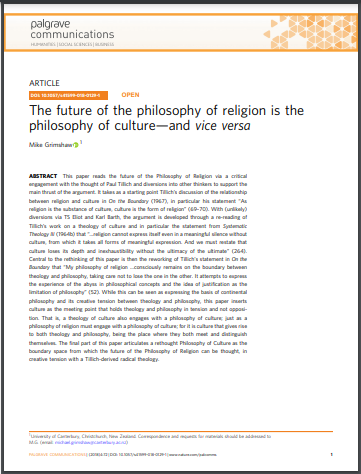 palgrave
communications
HUMANITIES | SOCIAL SCIENCES | BUSINESS
ARTICLE
DOI: 10.1057/s41599-018-0129-1 OPEN
The future of the philosophy of religion is the
philosophy of culture—and vice versa
Mike Grimshaw 1
ABSTRACT This paper reads the future of the Philosophy of Religion via a critical
engagement with the thought of Paul Tillich and diversions into other thinkers to support the
main thrust of the argument. It takes as a starting point Tillich's discussion of the relationship
between religion and culture in On the Boundary (1967), in particular his statement "As
religion is the substance of culture, culture is the form of religion" (69–70). With (unlikely)
diversions via TS Eliot and Karl Barth, the argument is developed through a re-reading of
Tillich's work on a theology of culture and in particular the statement from Systematic
Theology III (1964b) that "...religion cannot express itself even in a meaningful silence without
culture, from which it takes all forms of meaningful expression. And we must restate that
culture loses its depth and inexhaustibility without the ultimacy of the ultimate" (264).
Central to the rethinking of this paper is then the reworking of Tillich's statement in On the
Boundary that "My philosophy of religion ...consciously remains on the boundary between
theology and philosophy, taking care not to lose the one in the other. It attempts to express
the experience of the abyss in philosophical concepts and the idea of justification as the
limitation of philosophy" (52). While this can be seen as expressing the basis of continental
philosophy and its creative tension between theology and philosophy, this paper inserts
culture as the meeting point that holds theology and philosophy in tension and not opposi-
tion. That is, a theology of culture also engages with a philosophy of culture; just as a
philosophy of religion must engage with a philosophy of culture; for it is culture that gives rise
to both theology and philosophy, being the place where they both meet and distinguish
themselves. The final part of this paper articulates a rethought Philosophy of Culture as the
boundary space from which the future of the Philosophy of Religion can be thought, in
creative tension with a Tillich-derived radical theology.
1 University of Canterbury, Christchurch, New Zealand. Correspondence and requests for materials should be addressed to
M.G. (email: michael.grimshaw@canterbury.ac.nz)
PALGRAVE COMMUNICATIONS | (2018)4:72 | DOI: 10.1057/s41599-018-0129-1 | www.nature.com/palcomms 1